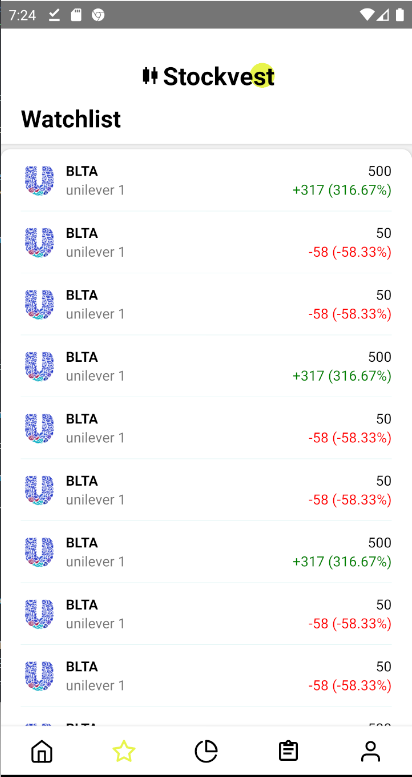 7:24
Stockvest
Watchlist
BLTA 500
unilever 1 +317 (316.67%)
BLTA 50
unilever 1 -58 (-58.33%)
BLTA 50
unilever 1 -58 (-58.33%)
BLTA 500
unilever 1 +317 (316.67%)
BLTA 50
unilever 1 -58 (-58.33%)
BLTA 50
unilever 1 -58 (-58.33%)
BLTA 500
unilever 1 +317 (316.67%)
BLTA 50
unilever 1 -58 (-58.33%)
BLTA 50
unilever 1 -58 (-58.33%)